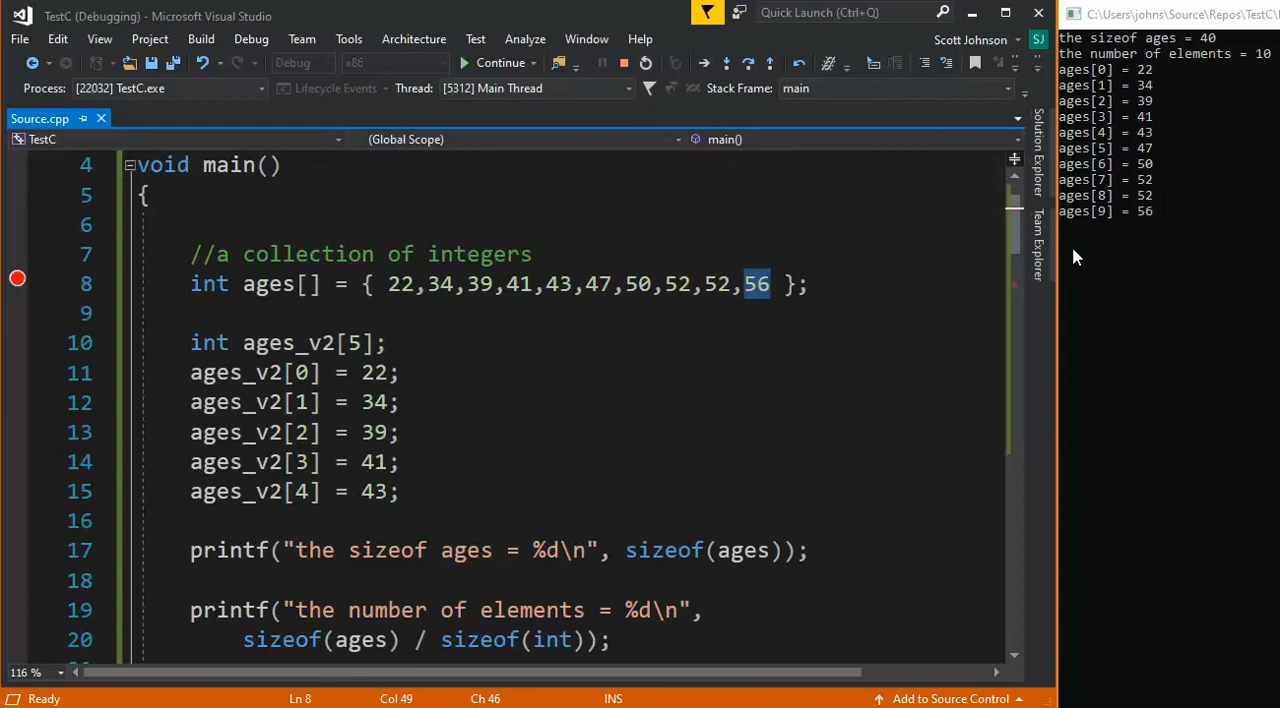 TestC (Debugging) - Microsoft Visual Studio
Quick Launch (Ctrl+Q)
File Edit View Project Build Debug Team Tools Architecture Test Analyze Window Help
Scott Johnson SJ
Debug x86 Continue
Process: [22032] TestC.exe Lifecycle Events Thread: [5312] Main Thread Stack Frame: main
Source.cpp
TestC (Global Scope) main()
4 void main()
5 {
6
7 //a collection of integers
8 int ages[] = { 22,34,39,41,43,47,50,52,52,56 };
9
10 int ages_v2[5];
11 ages_v2[0] = 22;
12 ages_v2[1] = 34;
13 ages_v2[2] = 39;
14 ages_v2[3] = 41;
15 ages_v2[4] = 43;
16
17 printf("the sizeof ages = %d\n", sizeof(ages));
18
19 printf("the number of elements = %d\n",
20 sizeof(ages) / sizeof(int));
116 %
Ready Ln 8 Col 49 Ch 46 INS Add to Source Control
Solution Explorer
Team Explorer
C:\Users\johns\Source\Repos\TestC\
the sizeof ages = 40
the number of elements = 10
ages[0] = 22
ages[1] = 34
ages[2] = 39
ages[3] = 41
ages[4] = 43
ages[5] = 47
ages[6] = 50
ages[7] = 52
ages[8] = 52
ages[9] = 56